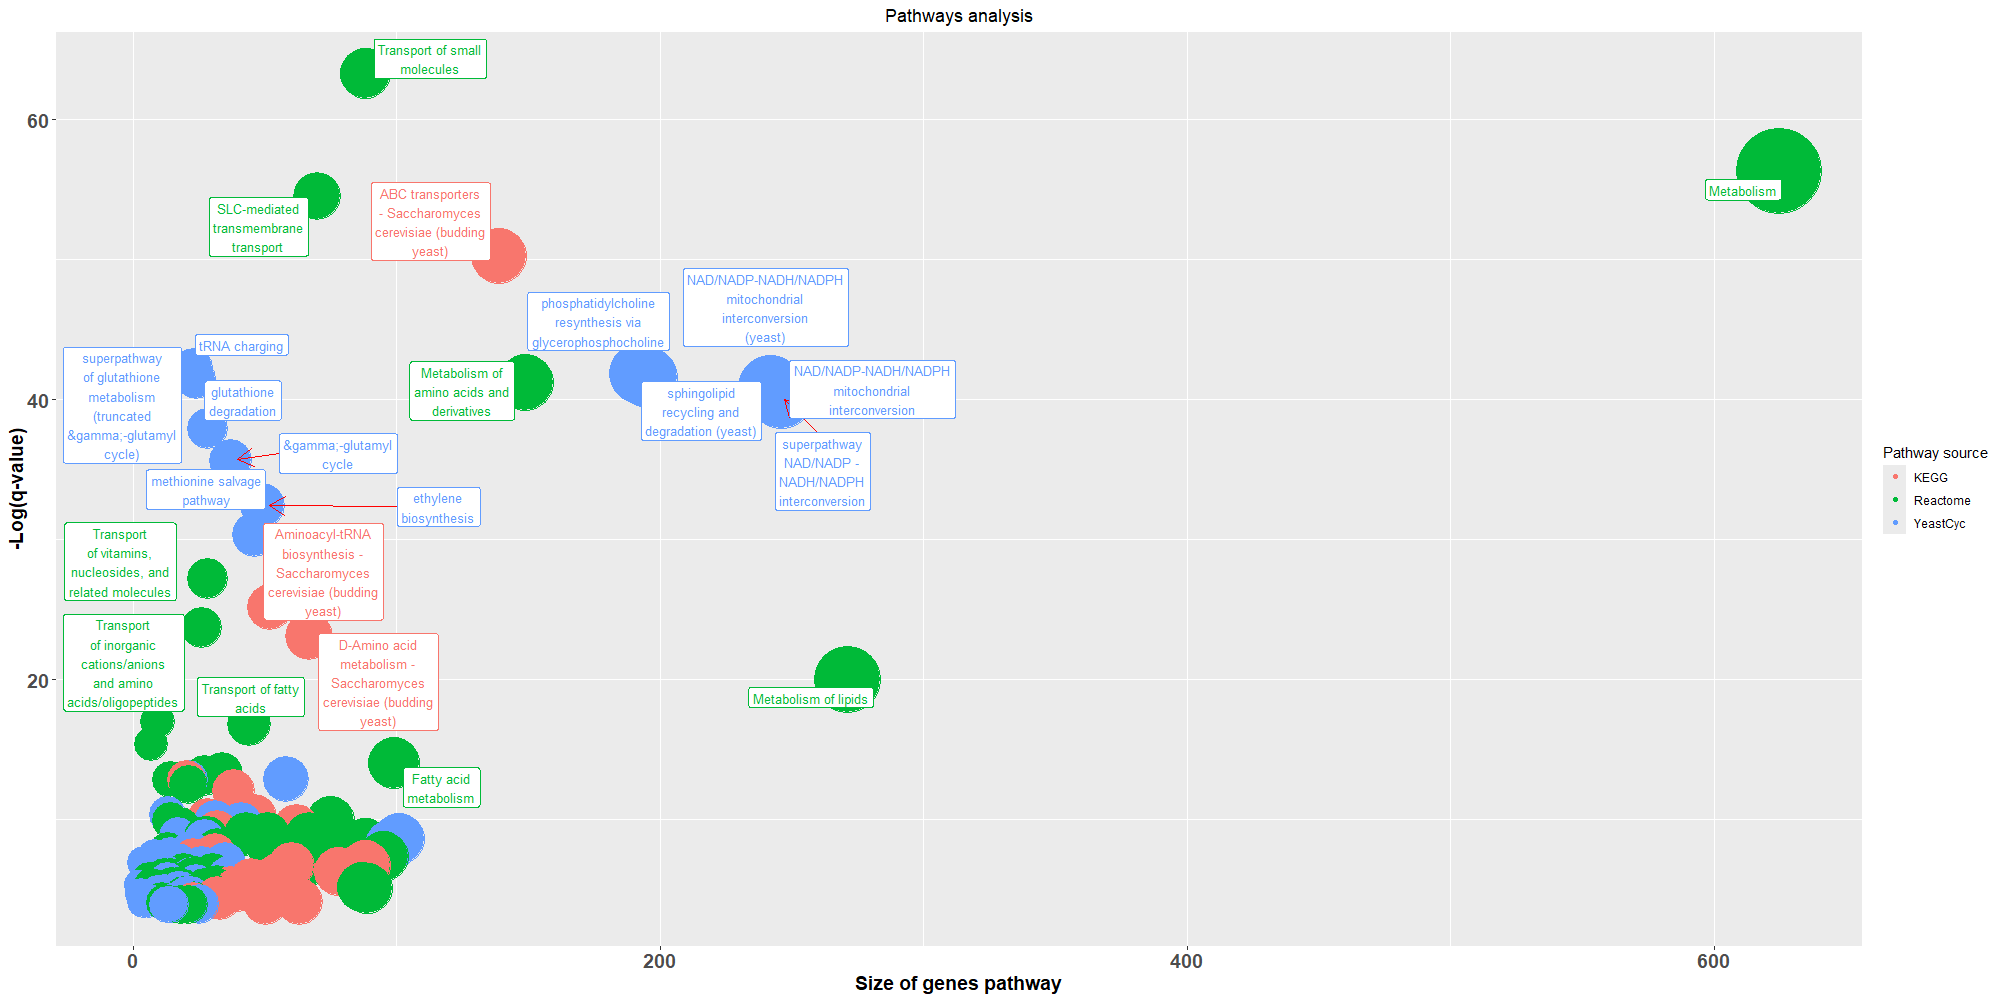 Pathways analysis
Transport of small
molecules
Metabolism
SLC-mediated
transmembrane
transport
ABC transporters
- Saccharomyces
cerevisiae (budding
yeast)
NAD/NADP-NADH/NADPH
mitochondrial
interconversion
(yeast)
phosphatidylcholine
resynthesis via
glycerophosphocholine
tRNA charging
superpathway
of glutathione
metabolism
(truncated
&gamma;-glutamyl
cycle)
glutathione
degradation
Metabolism of
amino acids and
derivatives
NAD/NADP-NADH/NADPH
mitochondrial
interconversion
sphingolipid
recycling and
degradation (yeast)
&gamma;-glutamyl
cycle
superpathway
NAD/NADP -
NADH/NADPH
interconversion
methionine salvage
pathway
ethylene
biosynthesis
Transport
of vitamins,
nucleosides, and
related molecules
Aminoacyl-tRNA
biosynthesis -
Saccharomyces
cerevisiae (budding
yeast)
Transport
of inorganic
cations/anions
and amino
acids/oligopeptides
D-Amino acid
metabolism -
Saccharomyces
cerevisiae (budding
yeast)
Transport of fatty
acids
Metabolism of lipids
Fatty acid
metabolism
60
40
20
-Log(q-value)
0
200
400
600
Size of genes pathway
Pathway source
KEGG
Reactome
YeastCyc